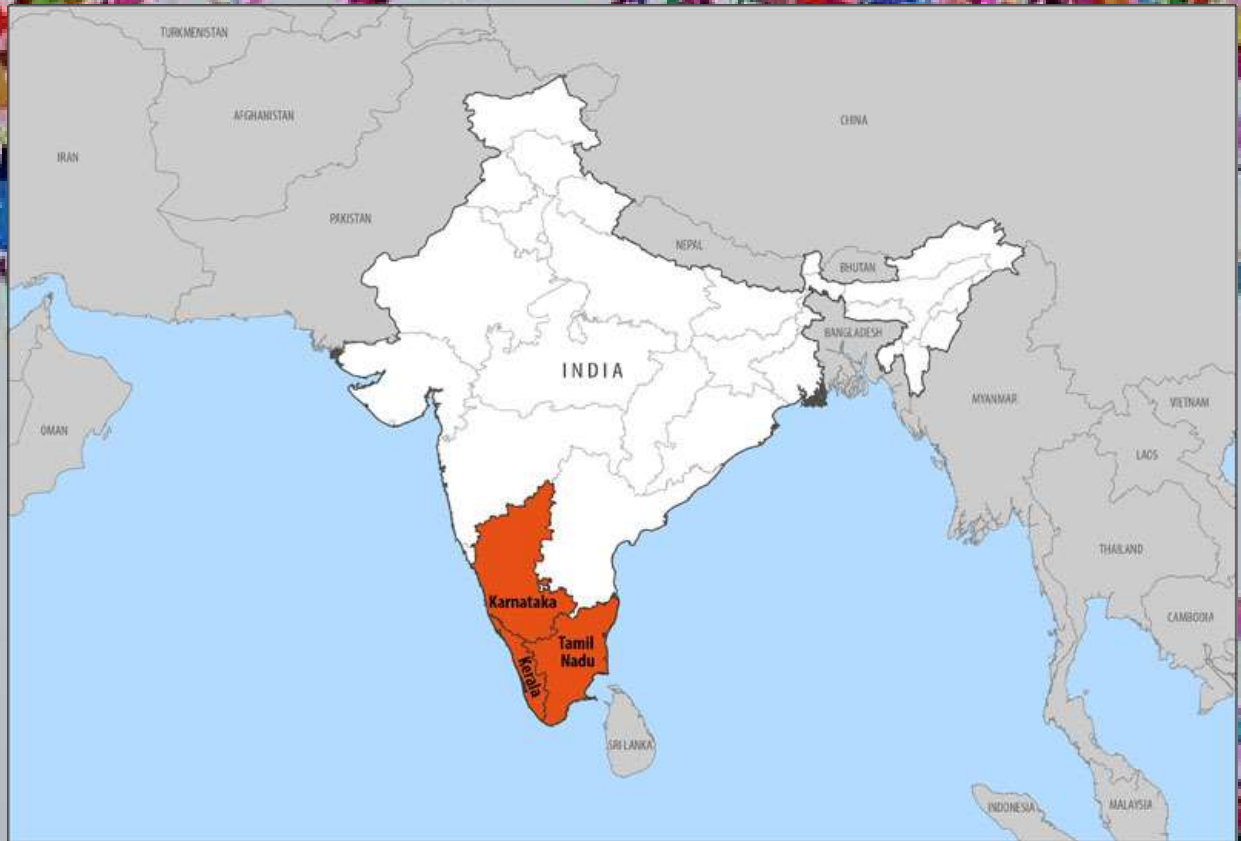 TURKMENISTAN
AFGHANISTAN
CHINA
IRAN
PAKISTAN
NEPAL
BHUTAN
BANGLADESH
INDIA
MYANMAR
VIETNAM
OMAN
LAOS
THAILAND
Karnataka
CAMBODIA
Tamil
Nadu
Kerala
SRI LANKA
INDONESIA
MALAYSIA